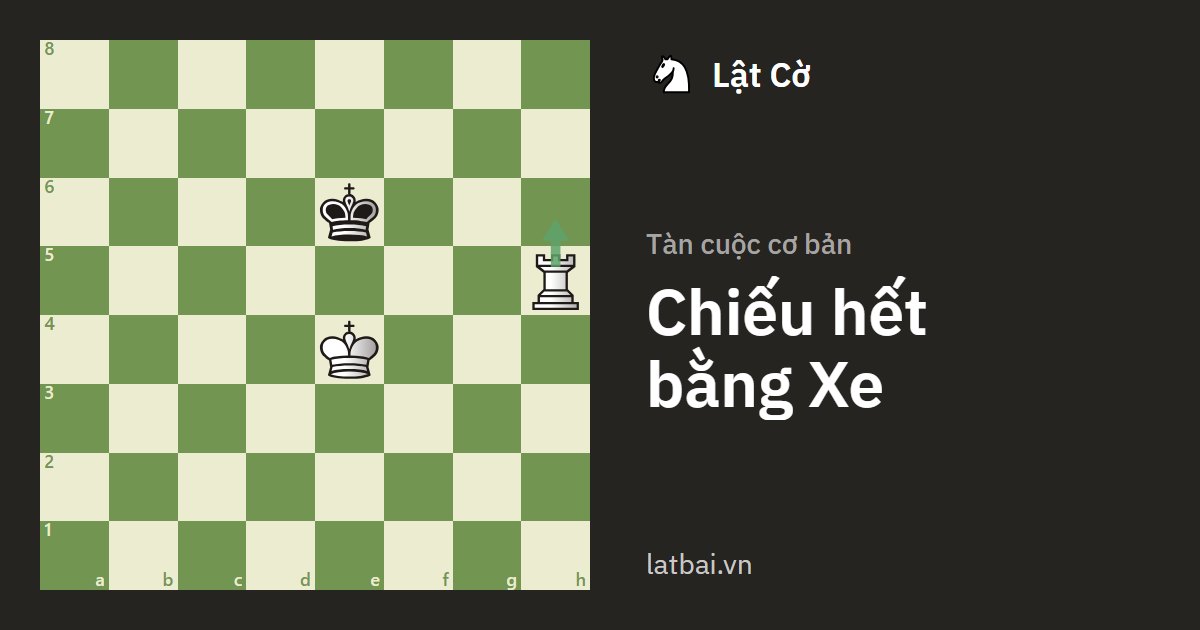 8
7
6
5
4
3
2
1
a b c d e f g h
Lật Cờ
Tàn cuộc cơ bản
Chiếu hết
bằng Xe
latbai.vn